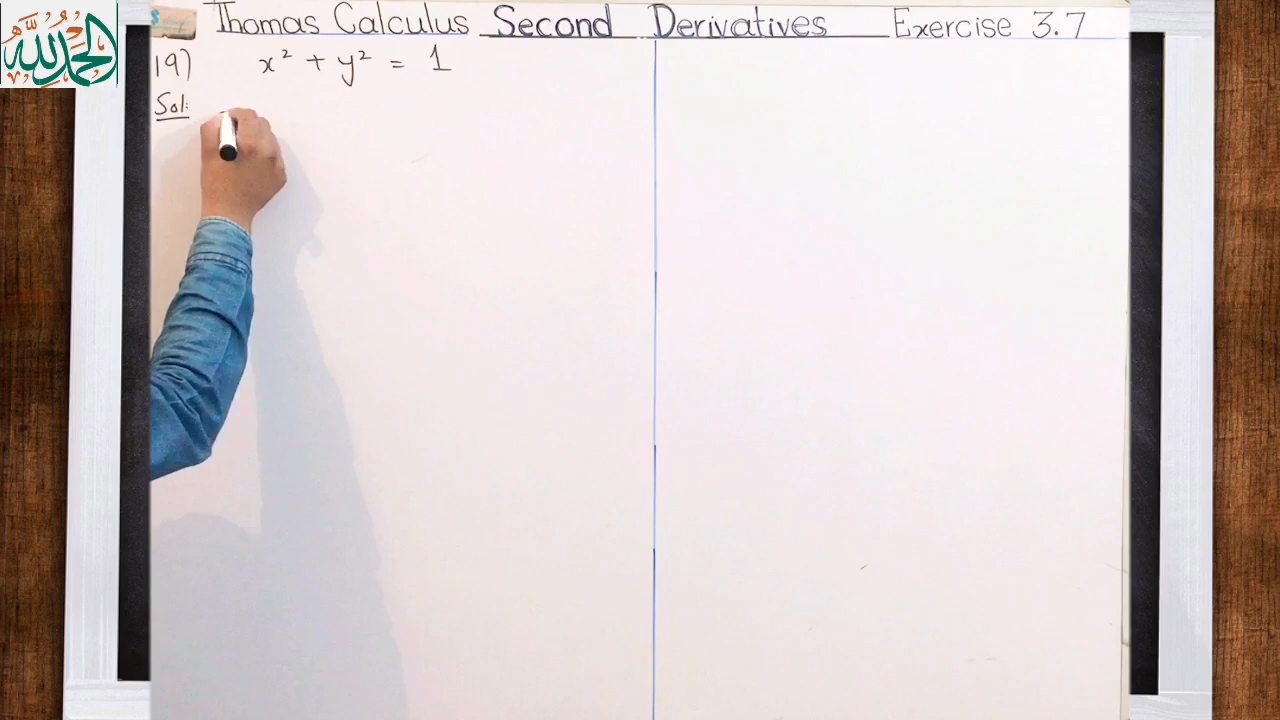 الحمد لله
Thomas Calculus Second Derivatives Exercise 3.7
19) x² + y² = 1
Sol: